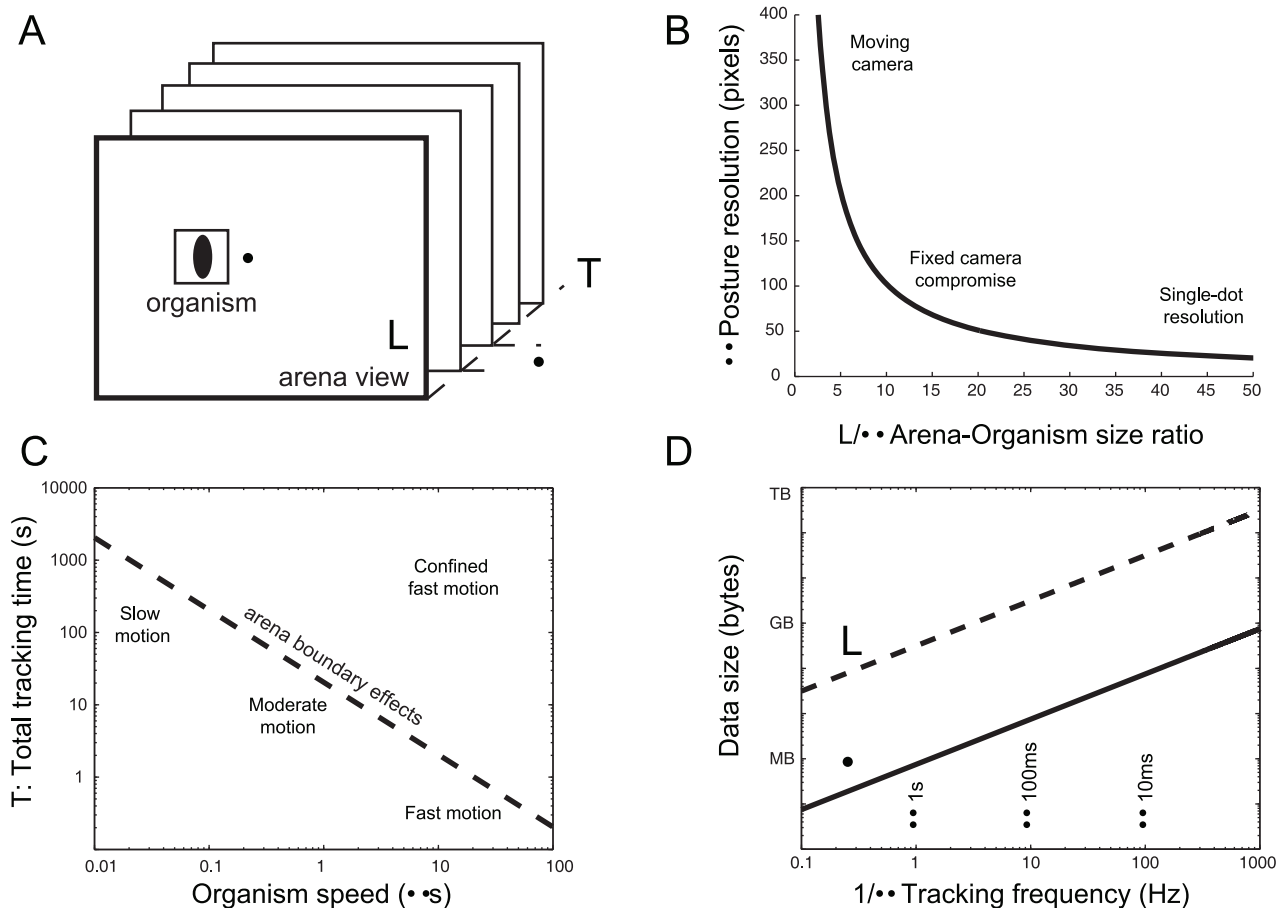 A
organism
L
arena view
T
•
•
B
•• Posture resolution (pixels)
400
350
300
250
200
150
100
50
0
0 5 10 15 20 25 30 35 40 45 50
Moving
camera
Fixed camera
compromise
Single-dot
resolution
L/•• Arena-Organism size ratio
C
T: Total tracking time (s)
10000
1000
100
10
1
0.01 0.1 1 10 100
Slow
motion
Confined
fast motion
arena boundary effects
Moderate
motion
Fast motion
Organism speed (••s)
D
Data size (bytes)
TB
GB
MB
L
•
•• 1s
•• 100ms
•• 10ms
0.1 1 10 100 1000
1/•• Tracking frequency (Hz)